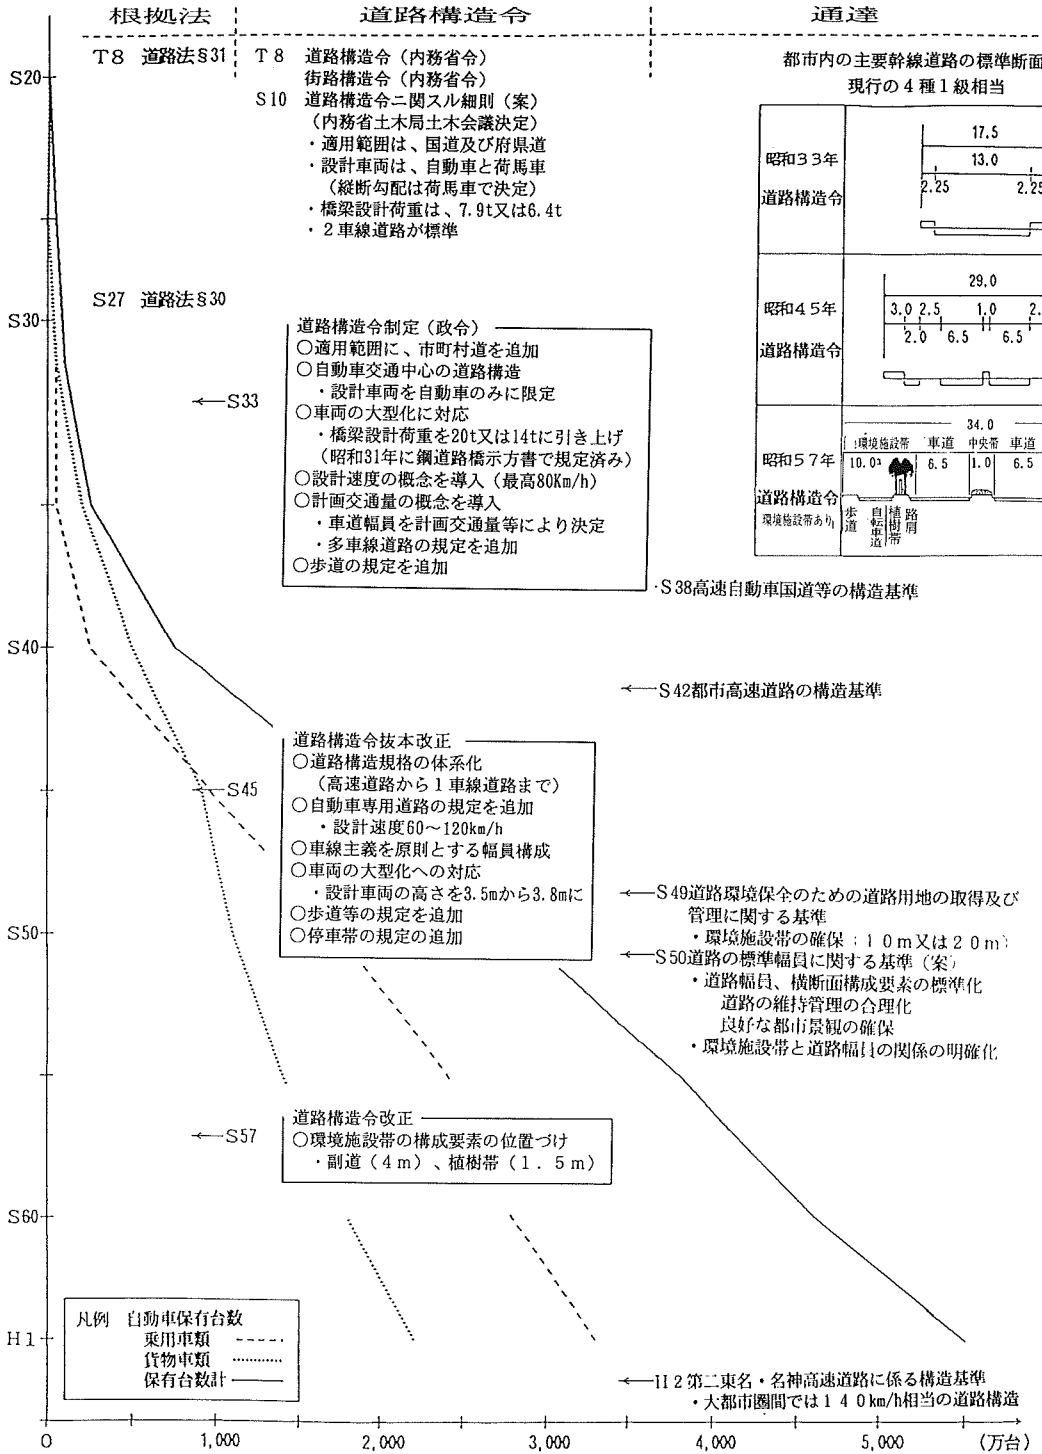 根拠法
道路構造令
通達
T8 道路法§31
T8 道路構造令(内務省令)
街路構造令(内務省令)
S10 道路構造令ニ関スル細則(案)
(内務省土木局土木会議決定)
・適用範囲は、国道及び府県道
・設計車両は、自動車と荷馬車
(縦断勾配は荷馬車で決定)
・橋梁設計荷重は、7.9t又は6.4t
・2車線道路が標準
都市内の主要幹線道路の標準断面
現行の4種1級相当
昭和33年
道路構造令
17.5
13.0
2.25 2.25
昭和45年
道路構造令
29.0
3.0 2.5 1.0 2.
2.0 6.5 6.5
昭和57年
道路構造令
環境施設帯あり
34.0
環境施設帯 車道 中央帯 車道
10.0 6.5 1.0 6.5
歩道 自転車道 植樹帯 路肩
S27 道路法§30
←S33
道路構造令制定(政令)
○適用範囲に、市町村道を追加
○自動車交通中心の道路構造
・設計車両を自動車のみに限定
○車両の大型化に対応
・橋梁設計荷重を20t又は14tに引き上げ
(昭和31年に鋼道路橋示方書で規定済み)
○設計速度の概念を導入(最高80Km/h)
○計画交通量の概念を導入
・車道幅員を計画交通量等により決定
・多車線道路の規定を追加
○歩道の規定を追加
・S38高速自動車国道等の構造基準
←S42都市高速道路の構造基準
←S45
道路構造令抜本改正
○道路構造規格の体系化
(高速道路から1車線道路まで)
○自動車専用道路の規定を追加
・設計速度60~120km/h
○車線主義を原則とする幅員構成
○車両の大型化への対応
・設計車両の高さを3.5mから3.8mに
○歩道等の規定を追加
○停車帯の規定の追加
←S49道路環境保全のための道路用地の取得及び
管理に関する基準
・環境施設帯の確保(10m又は20m)
←S50道路の標準幅員に関する基準(案)
・道路幅員、横断面構成要素の標準化
道路の維持管理の合理化
良好な都市景観の確保
・環境施設帯と道路幅員の関係の明確化
←S57
道路構造令改正
○環境施設帯の構成要素の位置づけ
・副道(4m)、植樹帯(1.5m)
←H2第二東名・名神高速道路に係る構造基準
・大都市圏間では140km/h相当の道路構造
凡例 自動車保有台数
乗用車類
貨物車類
保有台数計
S20
S30
S40
S50
S60
H1
0 1,000 2,000 3,000 4,000 5,000 (万台)